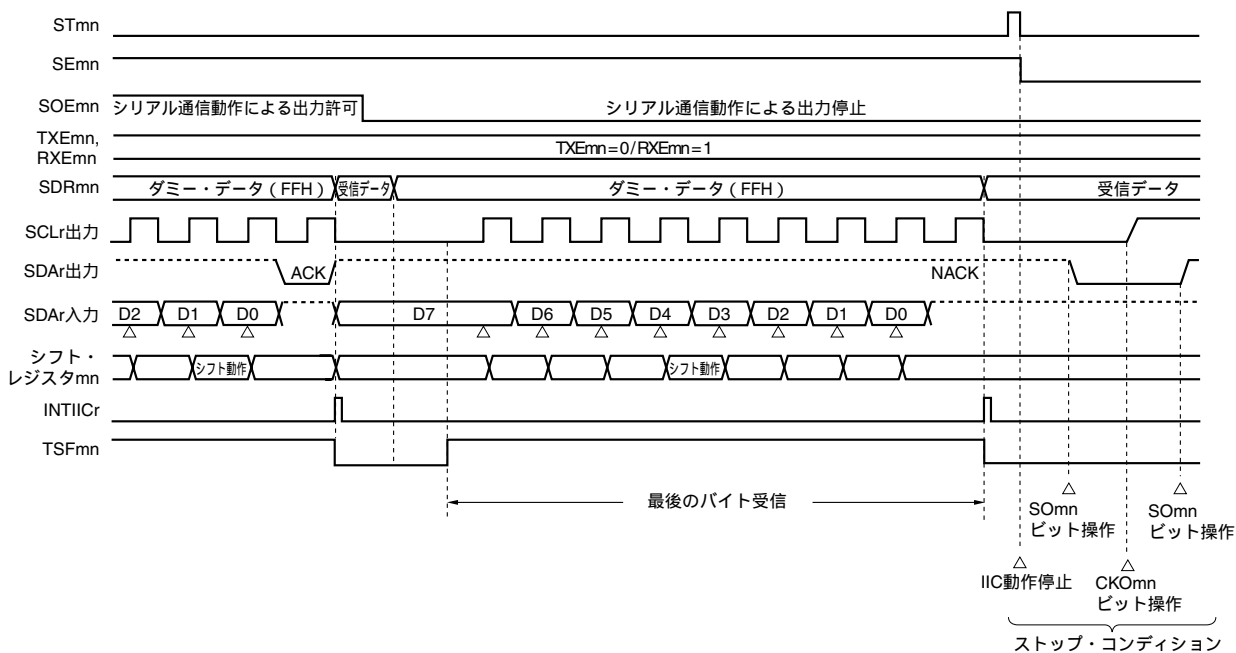 STmn
SEmn
SOEmn シリアル通信動作による出力許可 シリアル通信動作による出力停止
TXEmn,
RXEmn TXEmn=0/RXEmn=1
SDRmn ダミー・データ(FFH) 受信データ ダミー・データ(FFH) 受信データ
SCLr出力
SDAr出力 ACK NACK
SDAr入力 D2 D1 D0 D7 D6 D5 D4 D3 D2 D1 D0
シフト・
レジスタmn シフト動作 シフト動作
INTIICr
TSFmn
最後のバイト受信
SOmn
ビット操作
SOmn
ビット操作
IIC動作停止
CKOmn
ビット操作
ストップ・コンディション